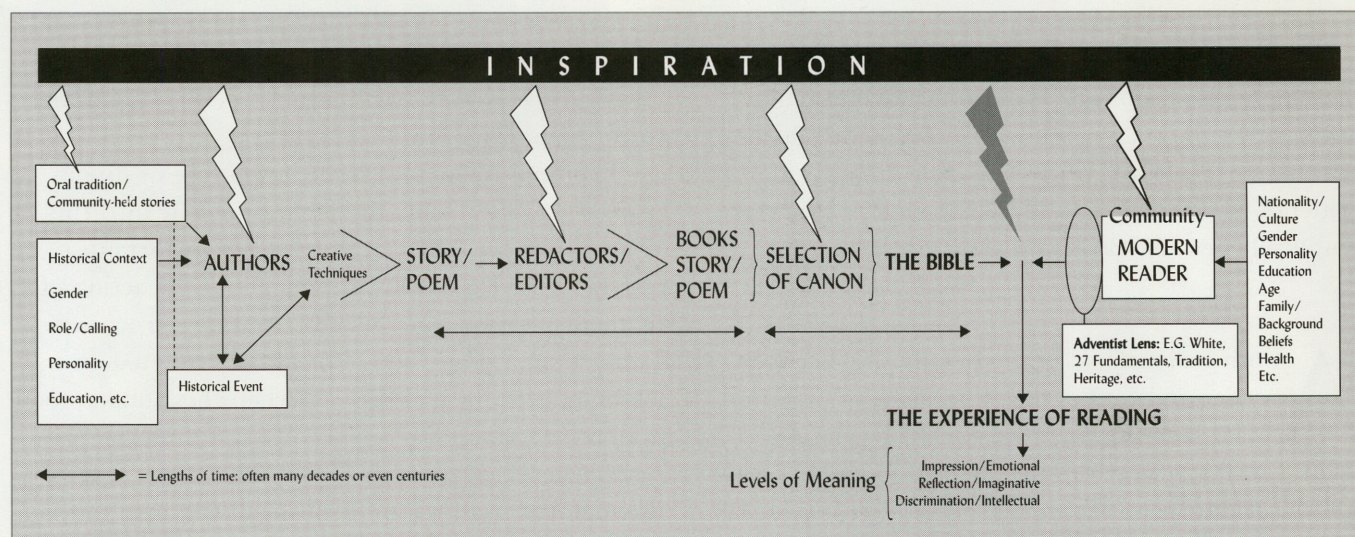 INSPIRATION
Oral tradition/
Community-held stories
Historical Context
Gender
Role/Calling
Personality
Education, etc.
AUTHORS
Historical Event
Creative
Techniques
STORY/
POEM
REDACTORS/
EDITORS
BOOKS
STORY/
POEM
SELECTION
OF CANON
THE BIBLE
Community
MODERN
READER
Adventist Lens: E.G. White,
27 Fundamentals, Tradition,
Heritage, etc.
Nationality/
Culture
Gender
Personality
Education
Age
Family/
Background
Beliefs
Health
Etc.
THE EXPERIENCE OF READING
Levels of Meaning
Impression/Emotional
Reflection/Imaginative
Discrimination/Intellectual
= Lengths of time: often many decades or even centuries